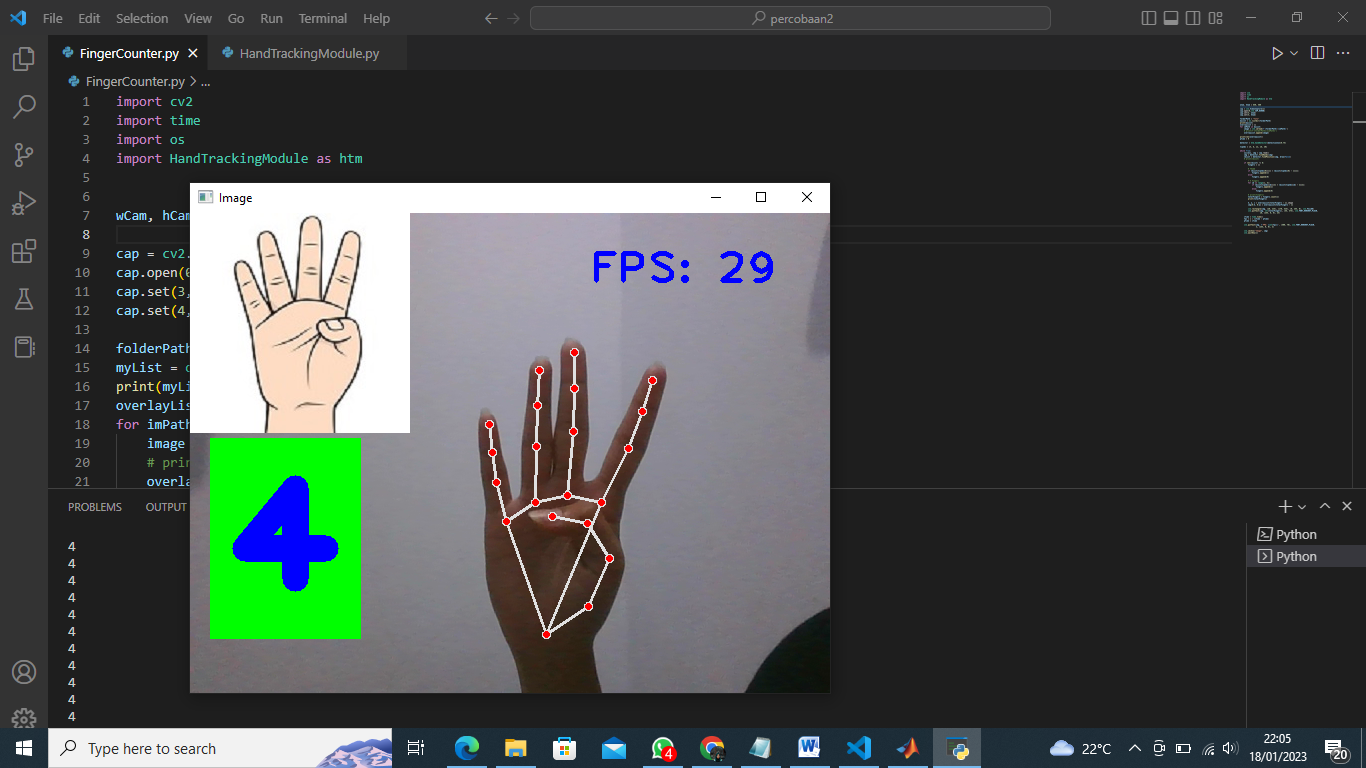 File Edit Selection View Go Run Terminal Help
percobaan2
FingerCounter.py
HandTrackingModule.py
FingerCounter.py > ...
1 import cv2
2 import time
3 import os
4 import HandTrackingModule as htm
5
6
7 wCam, hCam
8
9 cap = cv2.
10 cap.open(0
11 cap.set(3,
12 cap.set(4,
13
14 folderPath
15 myList = o
16 print(myLi
17 overlayLis
18 for imPath
19 image
20 # prin
21 overla
Image
FPS: 29
4
PROBLEMS OUTPUT
Python
Python
4
4
4
4
4
4
4
4
4
4
4
Type here to search
4
22°C
22:05
18/01/2023
20